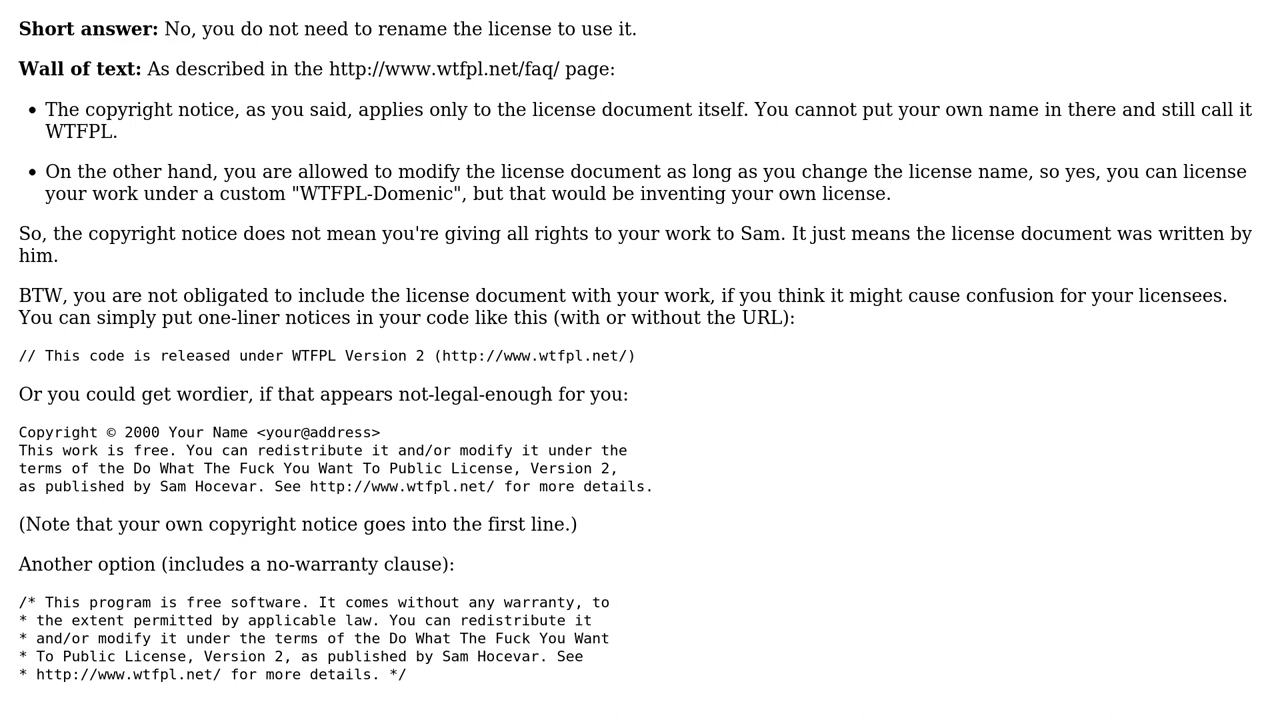 Short answer: No, you do not need to rename the license to use it.
Wall of text: As described in the http://www.wtfpl.net/faq/ page:
• The copyright notice, as you said, applies only to the license document itself. You cannot put your own name in there and still call it
WTFPL.
• On the other hand, you are allowed to modify the license document as long as you change the license name, so yes, you can license
your work under a custom "WTFPL-Domenic", but that would be inventing your own license.
So, the copyright notice does not mean you're giving all rights to your work to Sam. It just means the license document was written by
him.
BTW, you are not obligated to include the license document with your work, if you think it might cause confusion for your licensees.
You can simply put one-liner notices in your code like this (with or without the URL):
// This code is released under WTFPL Version 2 (http://www.wtfpl.net/)
Or you could get wordier, if that appears not-legal-enough for you:
Copyright © 2000 Your Name <your@address>
This work is free. You can redistribute it and/or modify it under the
terms of the Do What The Fuck You Want To Public License, Version 2,
as published by Sam Hocevar. See http://www.wtfpl.net/ for more details.
(Note that your own copyright notice goes into the first line.)
Another option (includes a no-warranty clause):
/* This program is free software. It comes without any warranty, to
* the extent permitted by applicable law. You can redistribute it
* and/or modify it under the terms of the Do What The Fuck You Want
* To Public License, Version 2, as published by Sam Hocevar. See
* http://www.wtfpl.net/ for more details. */